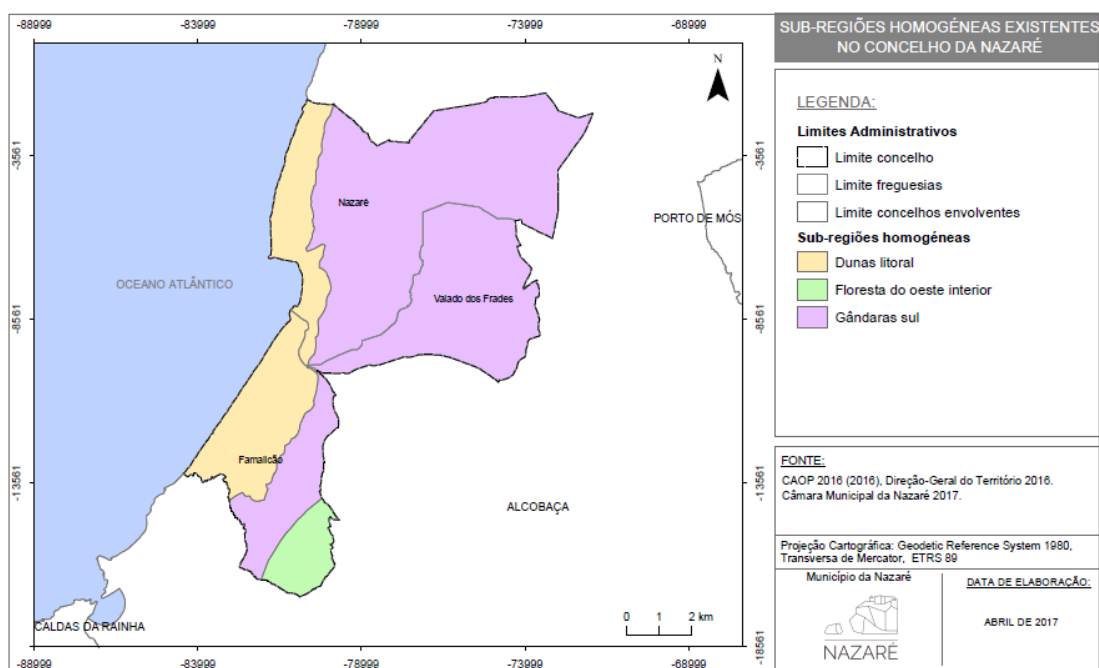 -88999
-83999
-78999
-73999
-68999
SUB-REGIÕES HOMOGÉNEAS EXISTENTES
NO CONCELHO DA NAZARÉ
N
LEGENDA:
Limites Administrativos
Limite concelho
Limite freguesias
Limite concelhos envolventes
Sub-regiões homogéneas
Dunas litoral
Floresta do oeste interior
Gândaras sul
-3561
-3561
Nazaré
PORTO DE MÓS
OCEANO ATLÂNTICO
Valado dos Frades
-8561
-8561
Famalicão
-13561
-13561
ALCOBAÇA
CALDAS DA RAINHA
0 1 2 km
-18561
-88999
-83999
-78999
-73999
-68999
FONTE:
CAOP 2016 (2016), Direção-Geral do Território 2016.
Câmara Municipal da Nazaré 2017.
Projeção Cartográfica: Geodetic Reference System 1980,
Transversa de Mercator, ETRS 89
Município da Nazaré
NAZARÉ
DATA DE ELABORAÇÃO:
ABRIL DE 2017